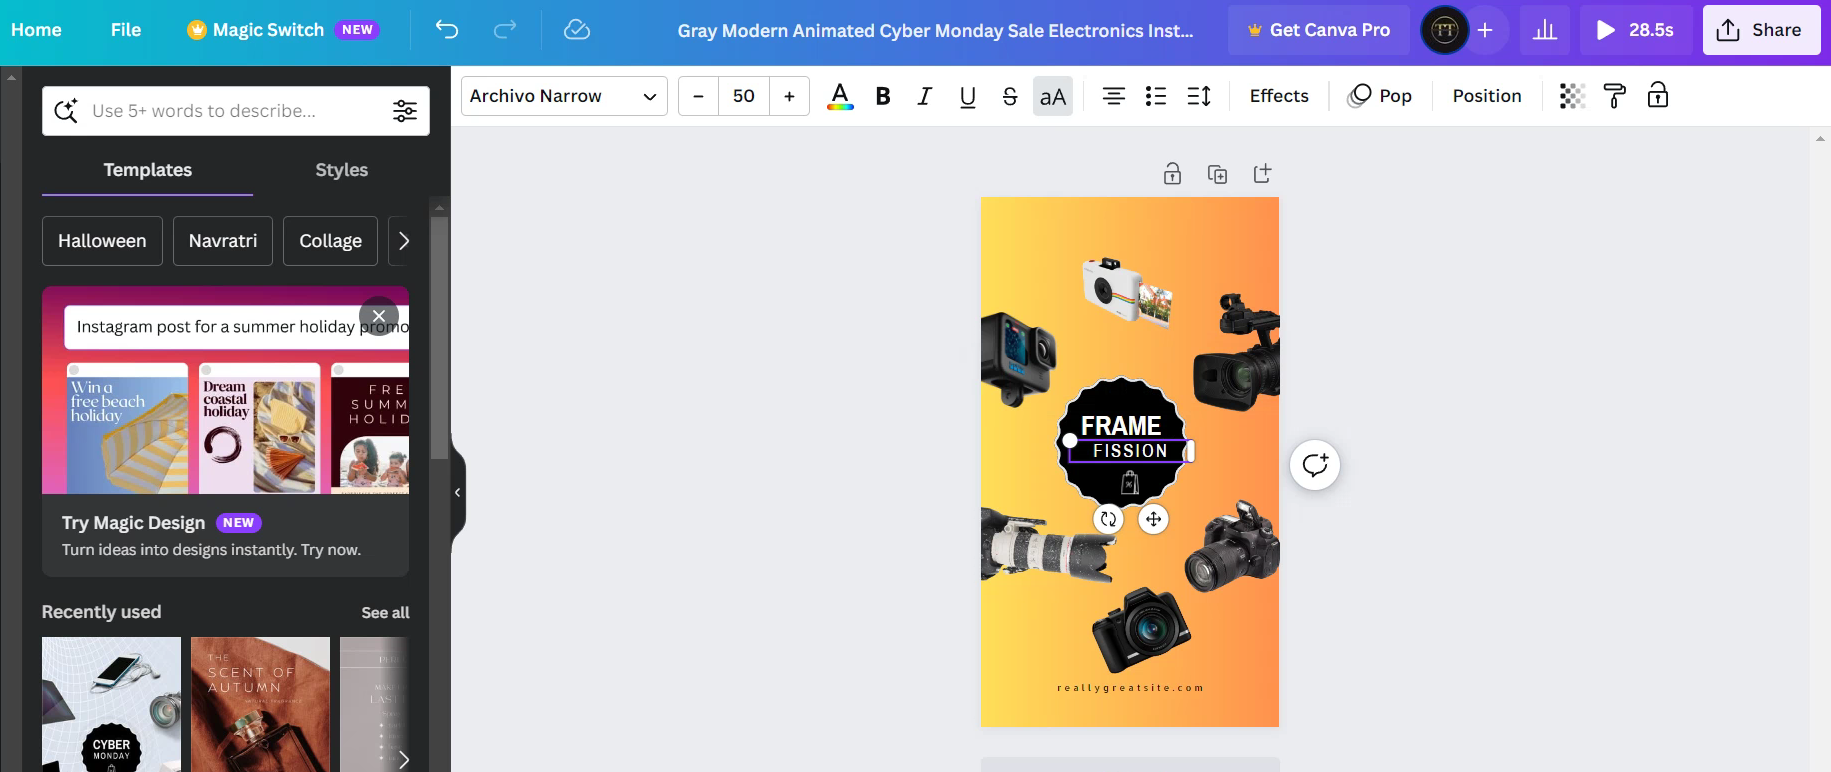 Home File Magic Switch NEW Gray Modern Animated Cyber Monday Sale Electronics Inst... Get Canva Pro TT + 28.5s Share
Use 5+ words to describe...
Archivo Narrow - 50 + A B I U S aA Effects Pop Position
Templates Styles
Halloween Navratri Collage
Instagram post for a summer holiday promo
Win a
free beach
holiday
Dream
coastal
holiday
FRE
SUMM
HOLID
Try Magic Design NEW
Turn ideas into designs instantly. Try now.
Recently used See all
CYBER
MONDAY
THE
SCENT OF
AUTUMN
FRAME
FISSION
reallygreatsite.com